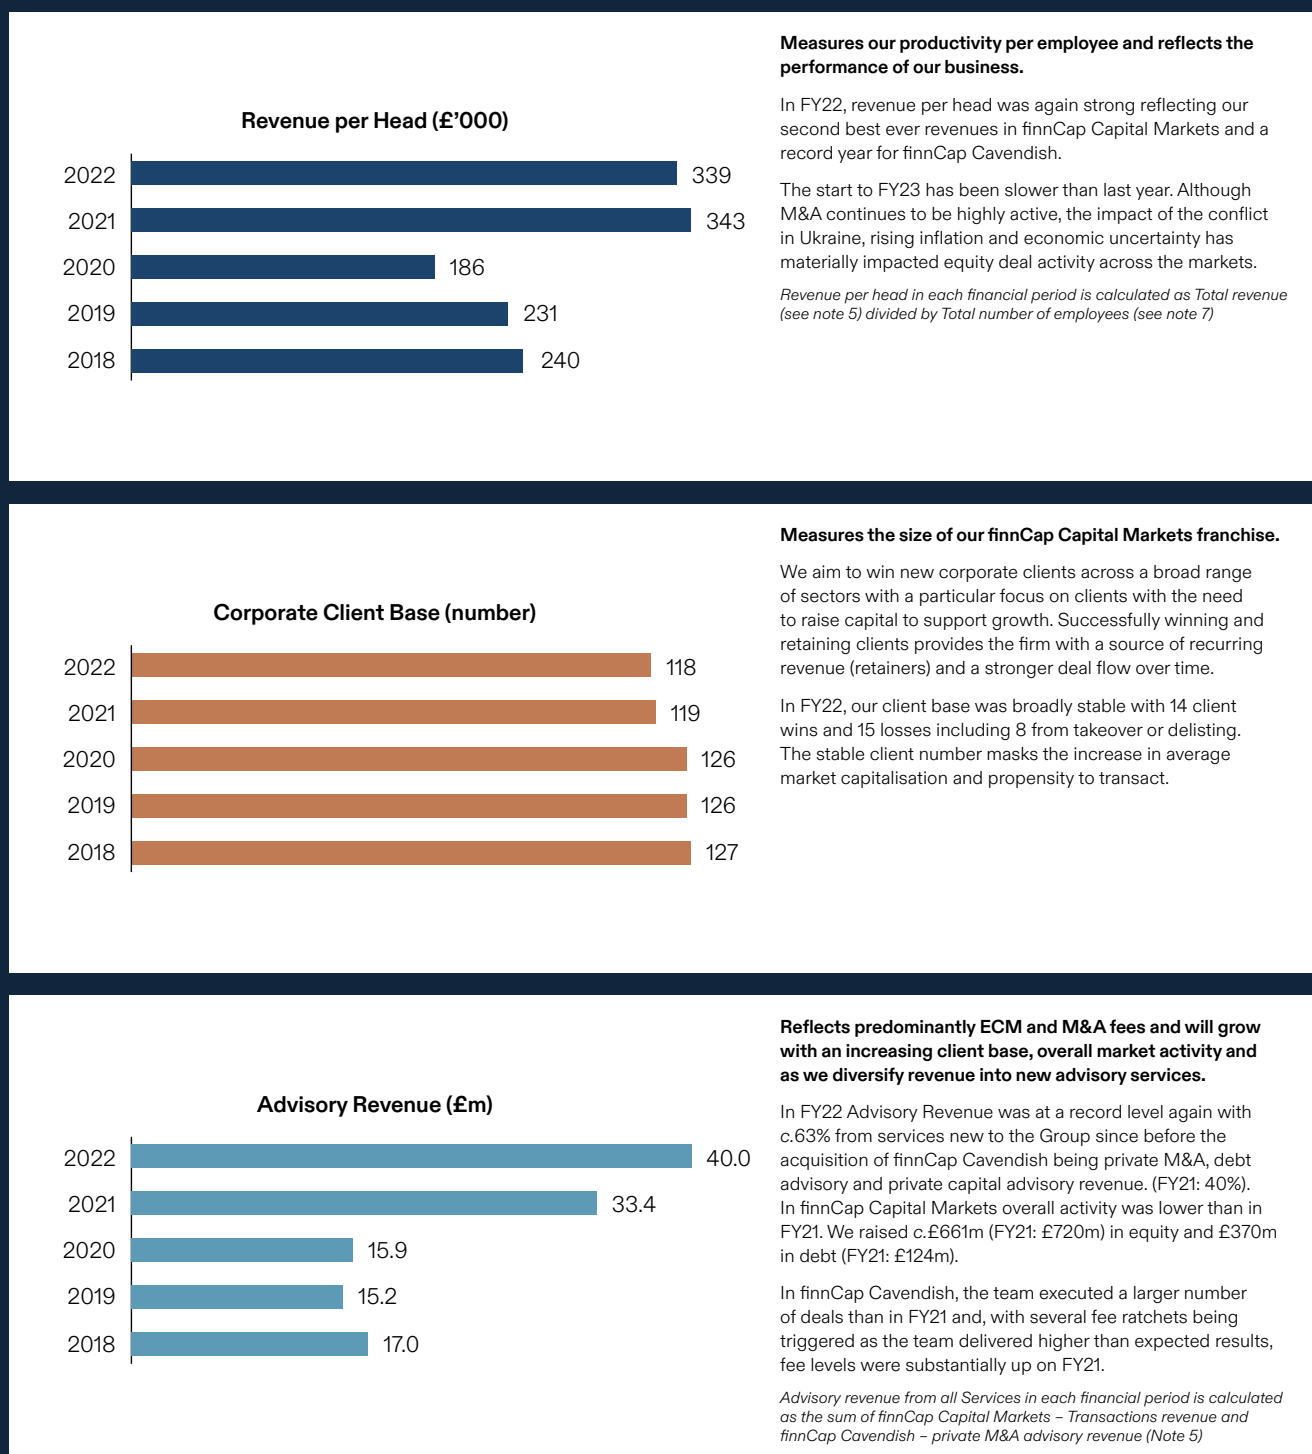 Revenue per Head (£’000)
2022 339
2021 343
2020 186
2019 231
2018 240
Measures our productivity per employee and reflects the
performance of our business.
In FY22, revenue per head was again strong reflecting our
second best ever revenues in finnCap Capital Markets and a
record year for finnCap Cavendish.
The start to FY23 has been slower than last year. Although
M&A continues to be highly active, the impact of the conflict
in Ukraine, rising inflation and economic uncertainty has
materially impacted equity deal activity across the markets.
Revenue per head in each financial period is calculated as Total revenue
(see note 5) divided by Total number of employees (see note 7)
Corporate Client Base (number)
2022 118
2021 119
2020 126
2019 126
2018 127
Measures the size of our finnCap Capital Markets franchise.
We aim to win new corporate clients across a broad range
of sectors with a particular focus on clients with the need
to raise capital to support growth. Successfully winning and
retaining clients provides the firm with a source of recurring
revenue (retainers) and a stronger deal flow over time.
In FY22, our client base was broadly stable with 14 client
wins and 15 losses including 8 from takeover or delisting.
The stable client number masks the increase in average
market capitalisation and propensity to transact.
Advisory Revenue (£m)
2022 40.0
2021 33.4
2020 15.9
2019 15.2
2018 17.0
Reflects predominantly ECM and M&A fees and will grow
with an increasing client base, overall market activity and
as we diversify revenue into new advisory services.
In FY22 Advisory Revenue was at a record level again with
c.63% from services new to the Group since before the
acquisition of finnCap Cavendish being private M&A, debt
advisory and private capital advisory revenue. (FY21: 40%).
In finnCap Capital Markets overall activity was lower than in
FY21. We raised c.£661m (FY21: £720m) in equity and £370m
in debt (FY21: £124m).
In finnCap Cavendish, the team executed a larger number
of deals than in FY21 and, with several fee ratchets being
triggered as the team delivered higher than expected results,
fee levels were substantially up on FY21.
Advisory revenue from all Services in each financial period is calculated
as the sum of finnCap Capital Markets – Transactions revenue and
finnCap Cavendish – private M&A advisory revenue (Note 5)